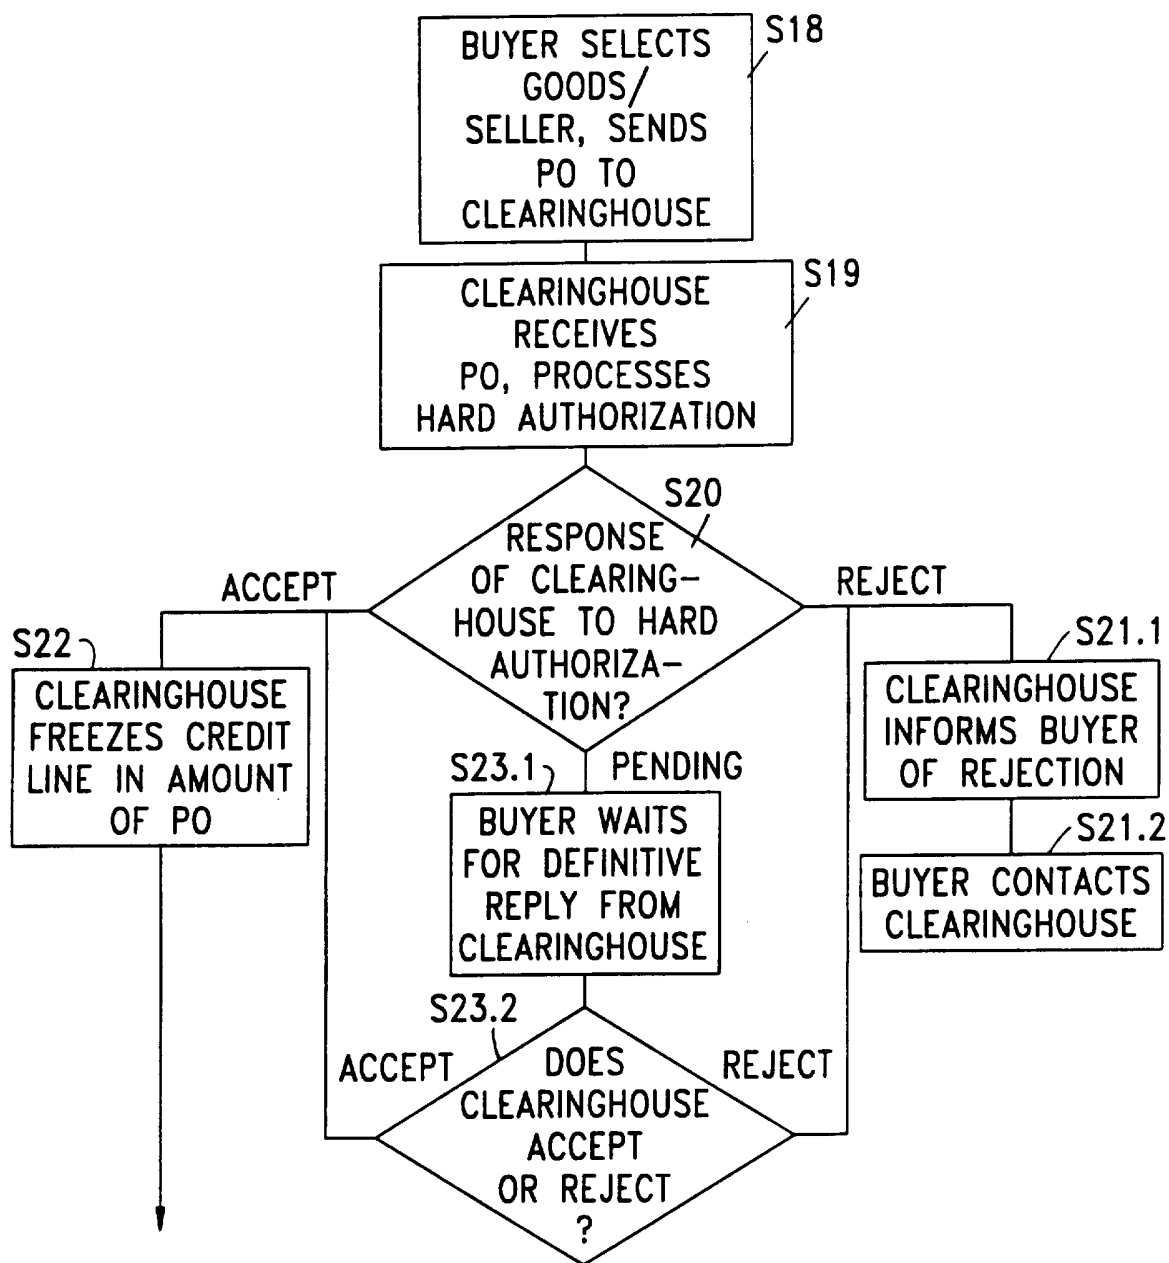 S18
BUYER SELECTS
GOODS/
SELLER, SENDS
PO TO
CLEARINGHOUSE
S19
CLEARINGHOUSE
RECEIVES
PO, PROCESSES
HARD AUTHORIZATION
S20
RESPONSE
OF CLEARING-
HOUSE TO HARD
AUTHORIZA-
TION?
ACCEPT
REJECT
S22
CLEARINGHOUSE
FREEZES CREDIT
LINE IN AMOUNT
OF PO
S21.1
CLEARINGHOUSE
INFORMS BUYER
OF REJECTION
S21.2
BUYER CONTACTS
CLEARINGHOUSE
PENDING
S23.1
BUYER WAITS
FOR DEFINITIVE
REPLY FROM
CLEARINGHOUSE
S23.2
ACCEPT
REJECT
DOES
CLEARINGHOUSE
ACCEPT
OR REJECT
?